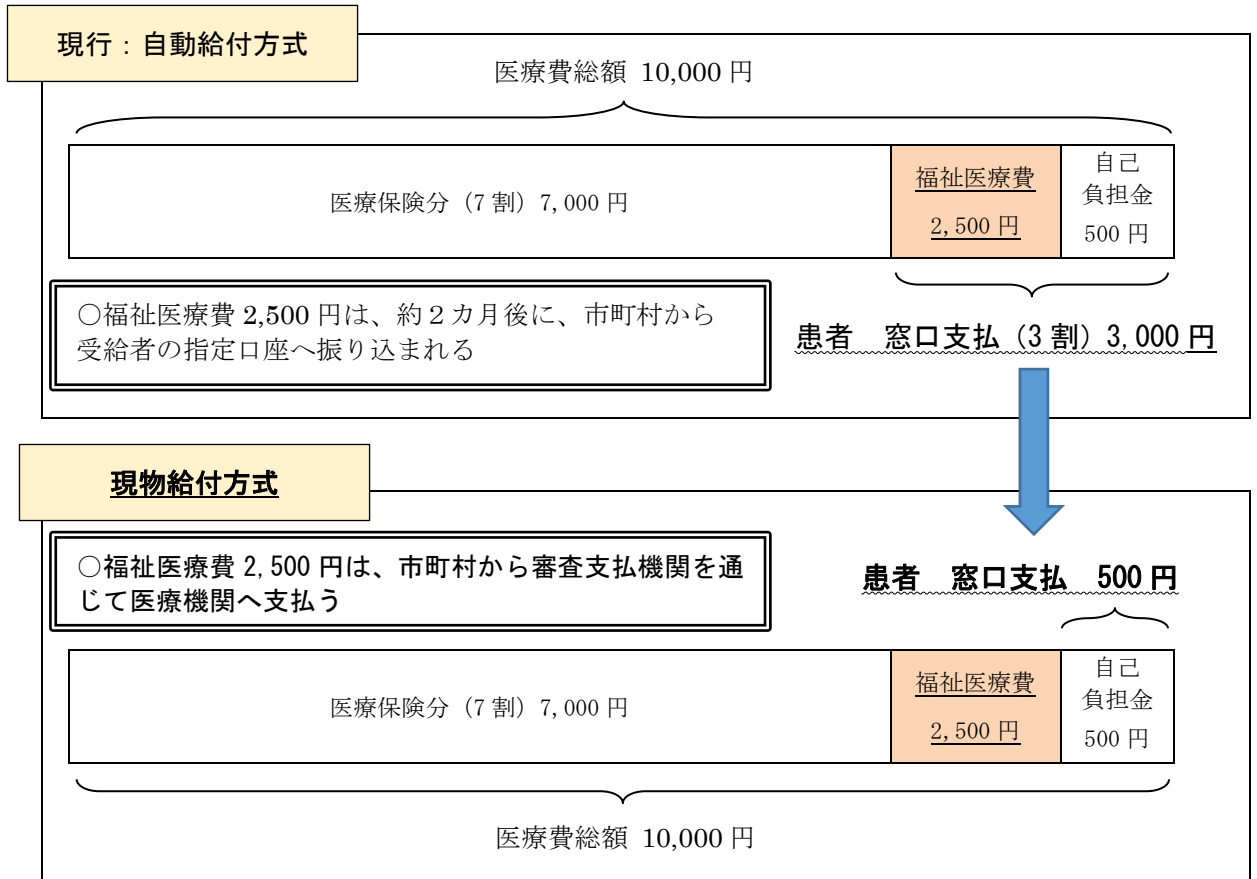 現行：自動給付方式
医療費総額 10,000 円
医療保険分（7 割）7,000 円
福祉医療費
2,500 円
自己
負担金
500 円
○福祉医療費 2,500 円は、約２カ月後に、市町村から
受給者の指定口座へ振り込まれる
患者　窓口支払（3 割）3,000 円
現物給付方式
○福祉医療費 2,500 円は、市町村から審査支払機関を通
じて医療機関へ支払う
患者　窓口支払　500 円
医療保険分（7 割）7,000 円
福祉医療費
2,500 円
自己
負担金
500 円
医療費総額 10,000 円